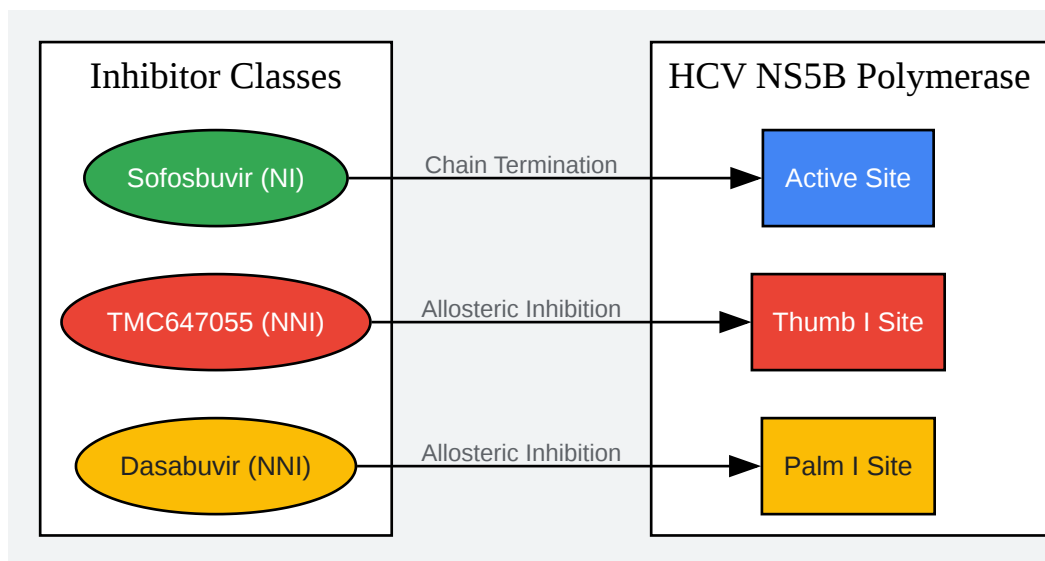 Inhibitor Classes
HCV NS5B Polymerase
Sofosbuvir (NI)
Chain Termination
Active Site
TMC647055 (NNI)
Allosteric Inhibition
Thumb I Site
Dasabuvir (NNI)
Allosteric Inhibition
Palm I Site